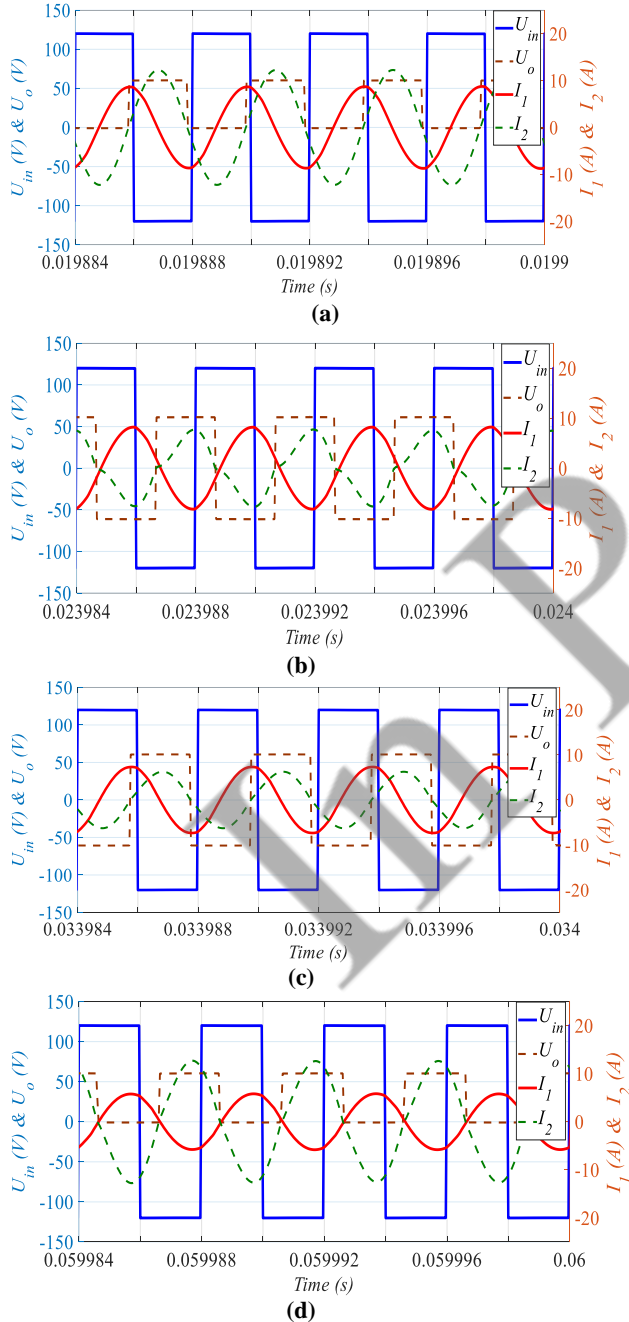 150
100
50
0
-50
-100
-150
U_in (V) & U_o (V)
20
10
0
-10
-20
I_1 (A) & I_2 (A)
U_in
U_o
I_1
I_2
0.019884 0.019888 0.019892 0.019896 0.0199
Time (s)
(a)
150
100
50
0
-50
-100
-150
U_in (V) & U_o (V)
20
10
0
-10
-20
I_1 (A) & I_2 (A)
U_in
U_o
I_1
I_2
0.023984 0.023988 0.023992 0.023996 0.024
Time (s)
(b)
150
100
50
0
-50
-100
-150
U_in (V) & U_o (V)
20
10
0
-10
-20
I_1 (A) & I_2 (A)
U_in
U_o
I_1
I_2
0.033984 0.033988 0.033992 0.033996 0.034
Time (s)
(c)
150
100
50
0
-50
-100
-150
U_in (V) & U_o (V)
20
10
0
-10
-20
I_1 (A) & I_2 (A)
U_in
U_o
I_1
I_2
0.059984 0.059988 0.059992 0.059996 0.06
Time (s)
(d)
In P